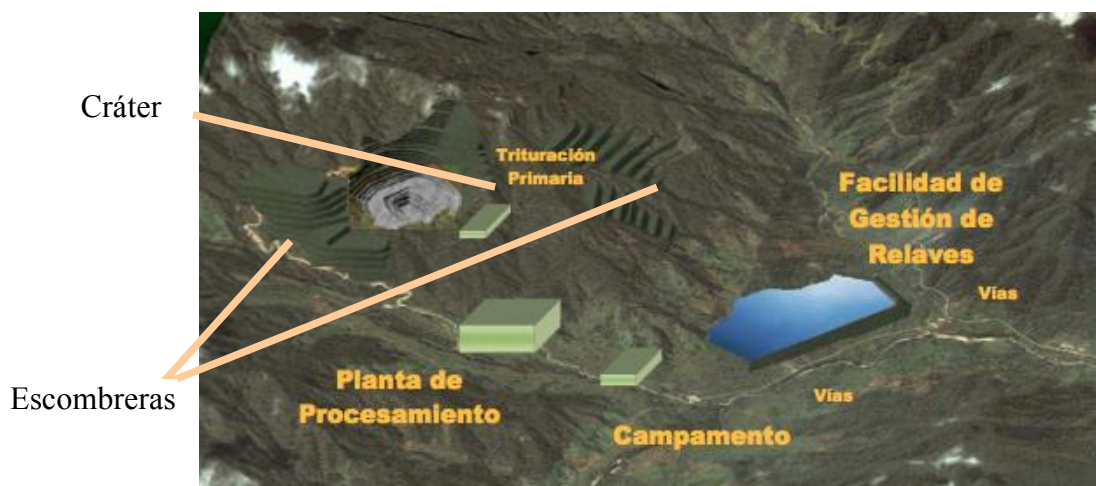 Cráter
Trituración
Primaria
Facilidad de
Gestión de
Relaves
Vías
Planta de
Procesamiento
Vías
Escombreras
Campamento